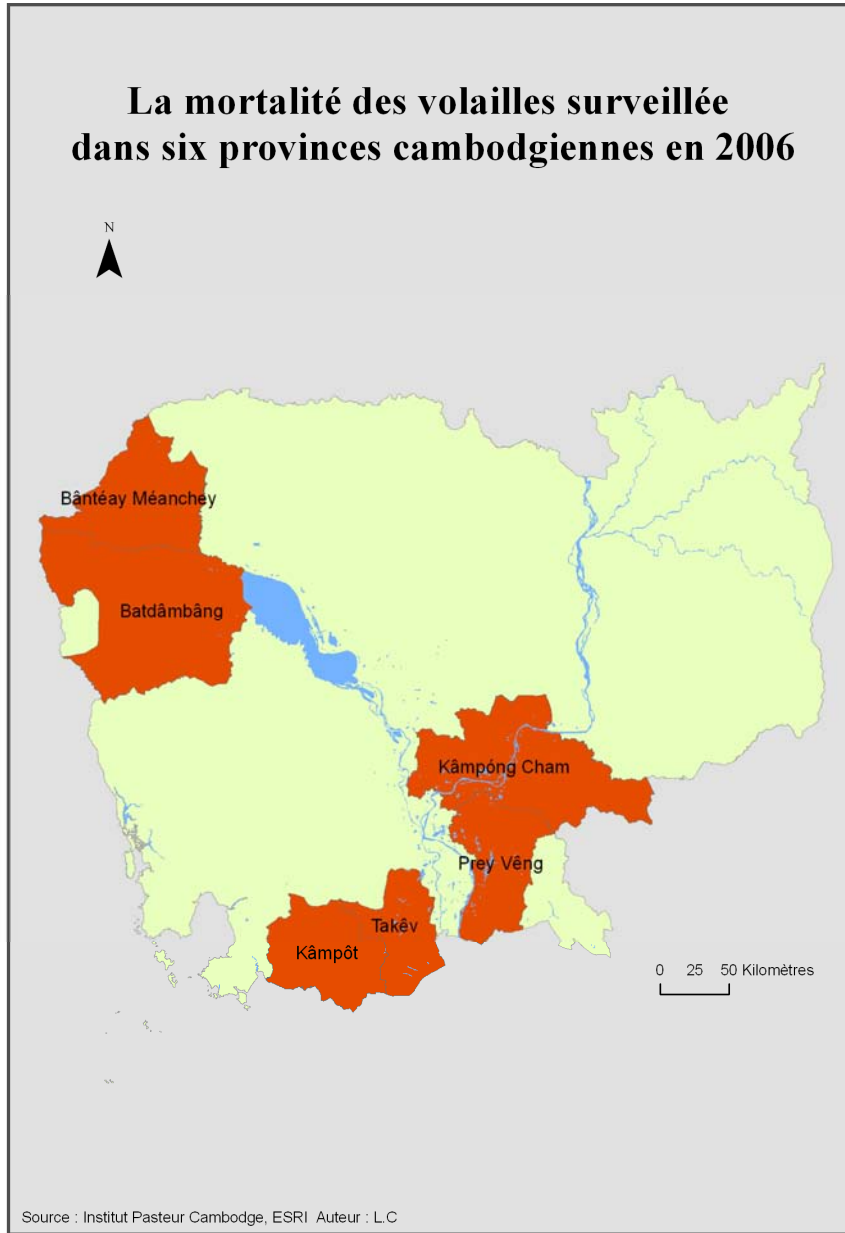 La mortalité des volailles surveillée
dans six provinces cambodgiennes en 2006
N
Bântéay Méanchey
Batdâmbâng
Kâmpóng Cham
Prey Vêng
Takêv
Kâmpôt
0 25 50 Kilomètres
Source : Institut Pasteur Cambodge, ESRI Auteur : L.C